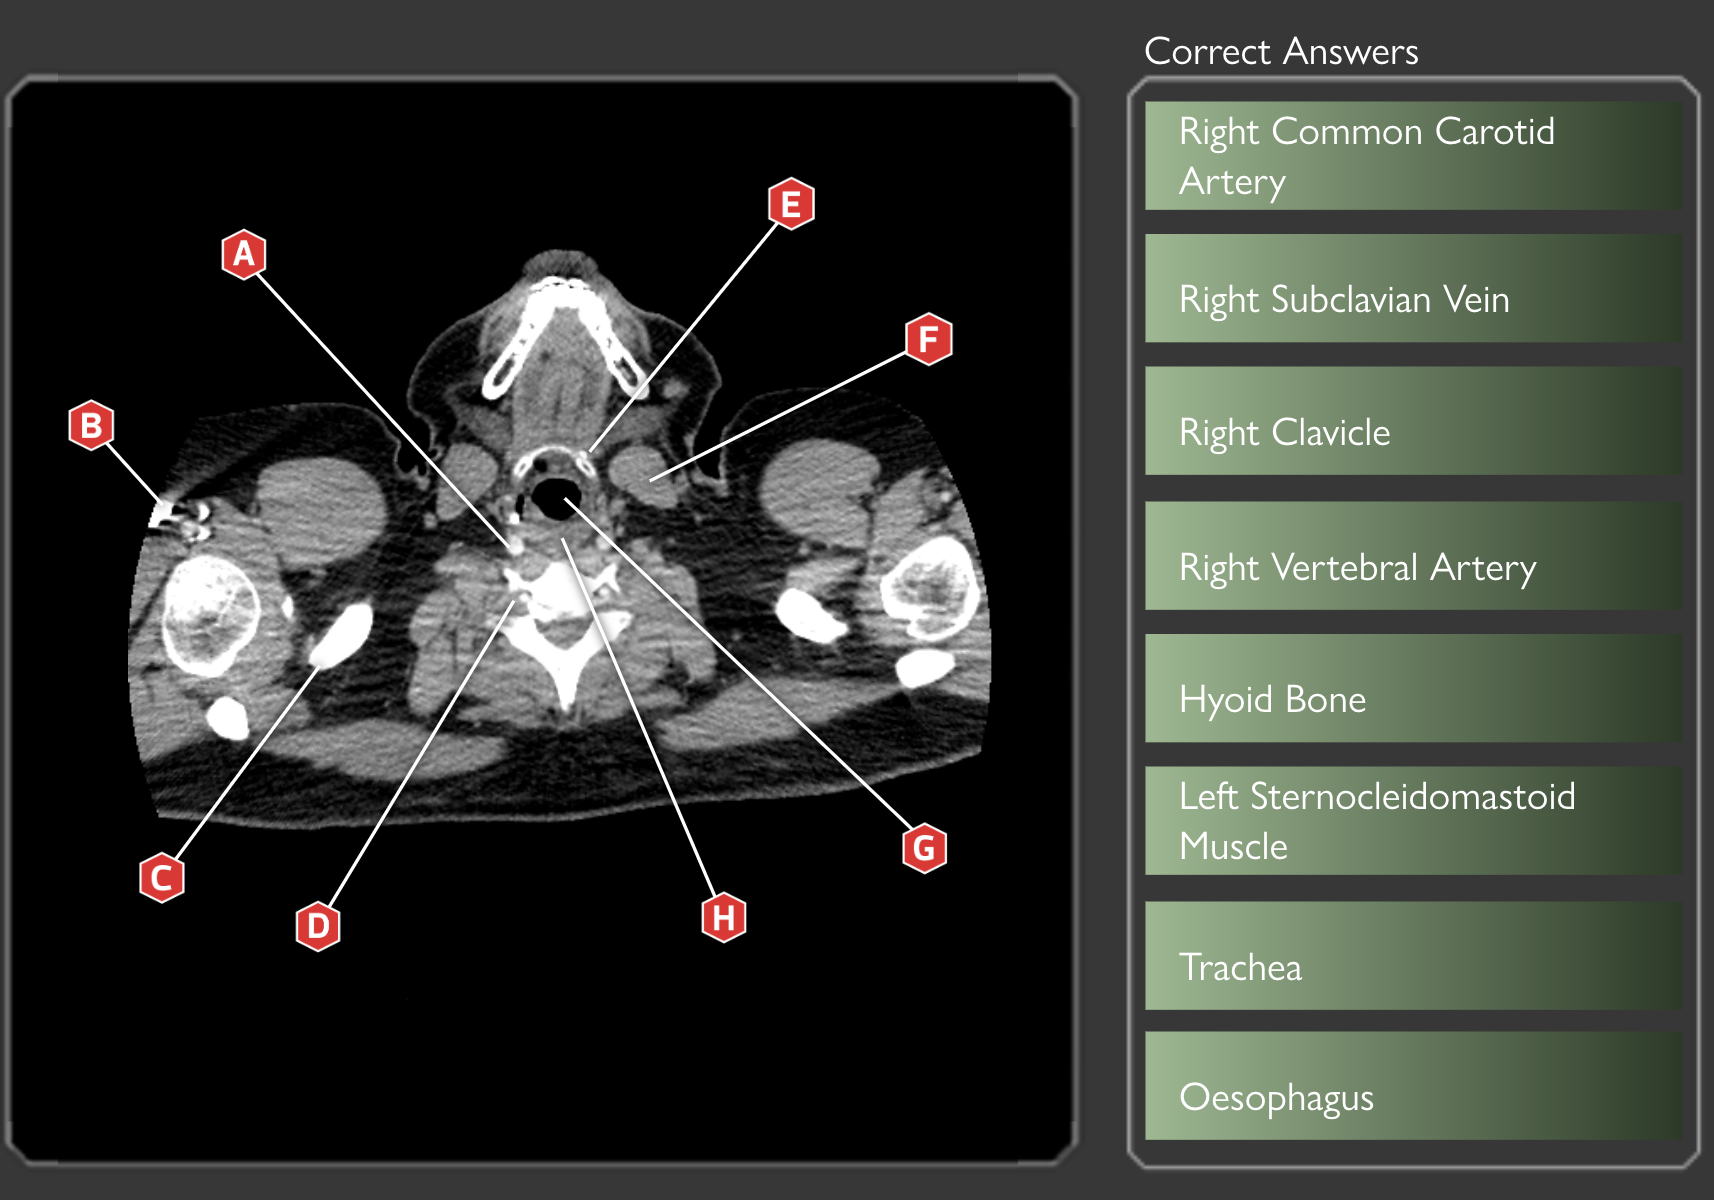 Correct Answers
E
A
F
B
C
D
G
H
Right Common Carotid
Artery
Right Subclavian Vein
Right Clavicle
Right Vertebral Artery
Hyoid Bone
Left Sternocleidomastoid
Muscle
Trachea
Oesophagus